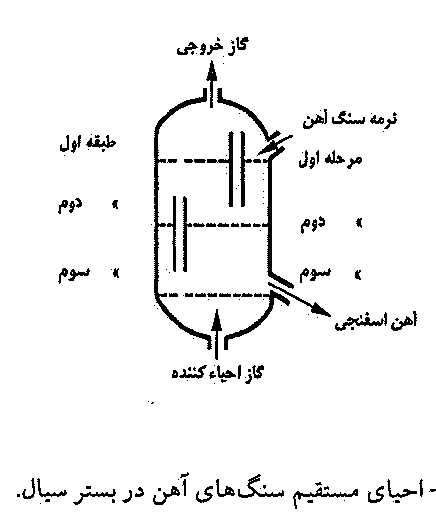 گاز خروجی
نرمه سنگ آهن
طبقه اول
مرحله اولی
» دوم
» دوم
» سوم
» سوم
آهن اسفنجی
گاز احیاء کننده
- احیای مستقیم سنگ‌های آهن در بستر سیال.